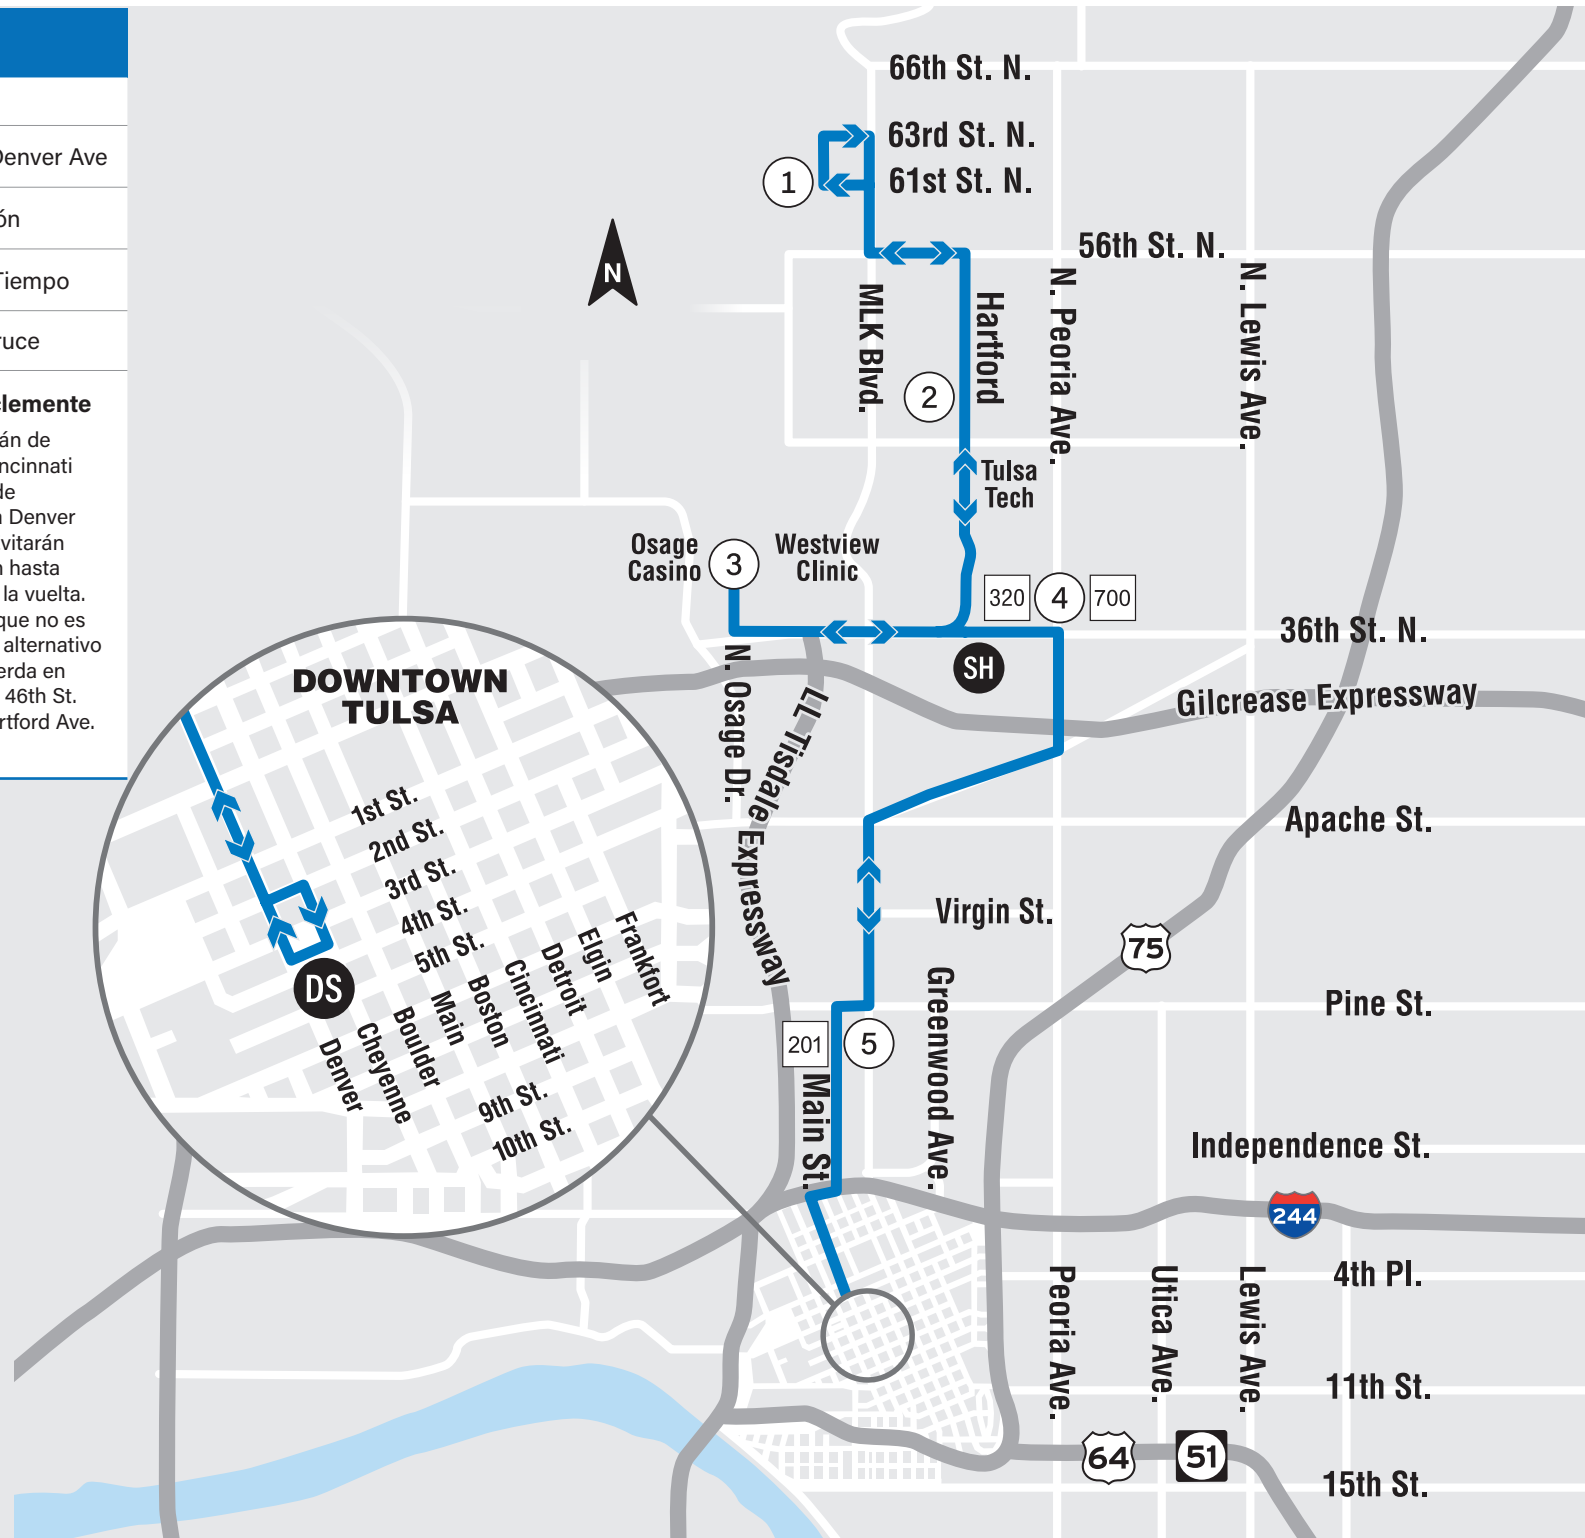 Denver Ave
ón
Tiempo
ruce
clemente
án de
ncinnati
de
n Denver
vitarán
n hasta
la vuelta.
que no es
alternativo
erda en
46th St.
rtford Ave.
66th St. N.
63rd St. N.
1
61st St. N.
56th St. N.
N
MLK Blvd.
Hartford
N. Peoria Ave.
N. Lewis Ave.
2
Tulsa
Tech
Osage
Casino
3
Westview
Clinic
320
4
700
36th St. N.
SH
N. Osage Dr.
LL Tisdale Expressway
Gilcrease Expressway
Apache St.
Virgin St.
75
Greenwood Ave.
Pine St.
201
5
Main St.
Independence St.
244
4th Pl.
Peoria Ave.
Utica Ave.
Lewis Ave.
11th St.
64
51
15th St.
DOWNTOWN
TULSA
1st St.
2nd St.
3rd St.
4th St.
5th St.
DS
Denver
Cheyenne
Boulder
Main
Boston
Cincinnati
Detroit
Elgin
Frankfort
9th St.
10th St.